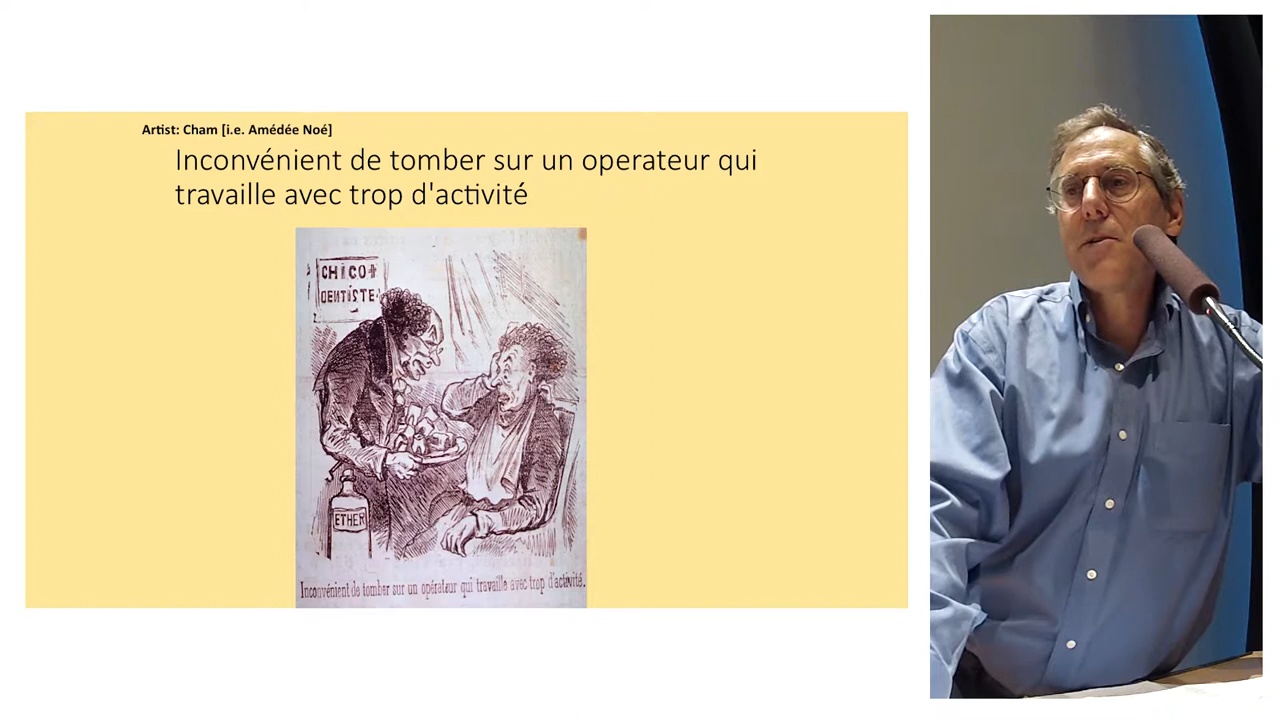 Artist: Cham [i.e. Amédée Noé]
Inconvénient de tomber sur un operateur qui
travaille avec trop d'activité
CHICOT
DENTISTE
ETHER
Inconvénient de tomber sur un opérateur qui travaille avec trop d'activité.